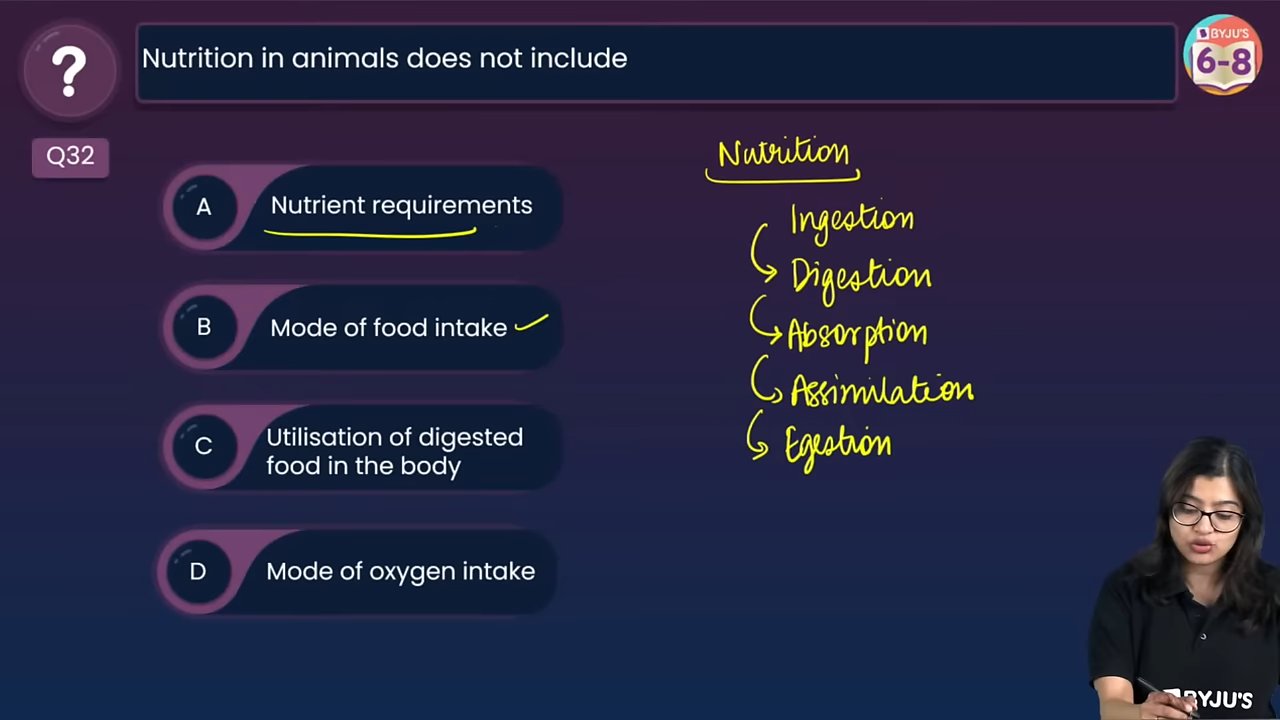 ?
Nutrition in animals does not include
BYJU'S
6-8
Q32
A Nutrient requirements
B Mode of food intake
C Utilisation of digested
food in the body
D Mode of oxygen intake
Nutrition
Ingestion
Digestion
Absorption
Assimilation
Egestion
BYJU'S